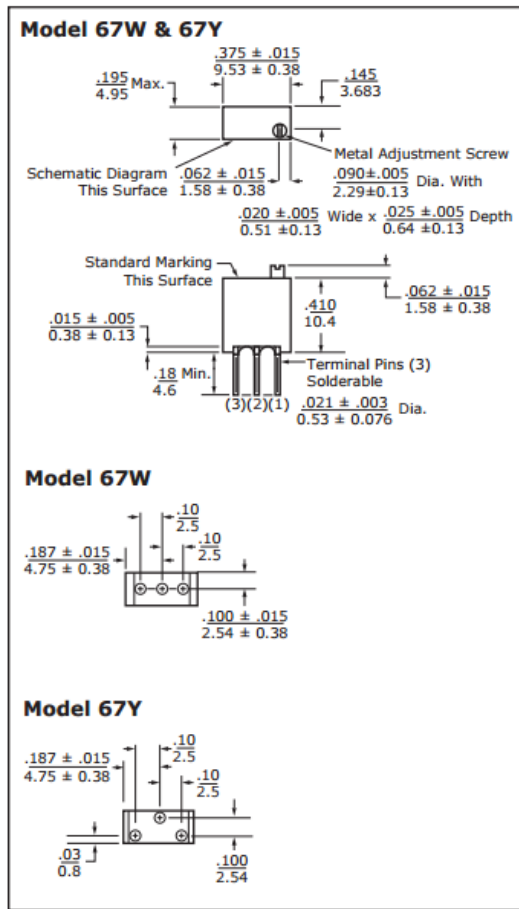 Model 67W & 67Y
.375 ± .015
9.53 ± 0.38
.195 Max.
4.95
.145
3.683
Metal Adjustment Screw
Schematic Diagram
This Surface
.062 ± .015
1.58 ± 0.38
.090±.005 Dia. With
2.29±0.13
.020 ±.005 Wide x .025 ±.005 Depth
0.51 ±0.13 0.64 ±0.13
Standard Marking
This Surface
.062 ± .015
1.58 ± 0.38
.410
10.4
.015 ± .005
0.38 ± 0.13
.18 Min.
4.6
Terminal Pins (3)
Solderable
(3)(2)(1)
.021 ± .003 Dia.
0.53 ± 0.076
Model 67W
.10
2.5
.10
2.5
.187 ± .015
4.75 ± 0.38
.100 ± .015
2.54 ± 0.38
Model 67Y
.10
2.5
.187 ± .015
4.75 ± 0.38
.10
2.5
.03
0.8
.100
2.54